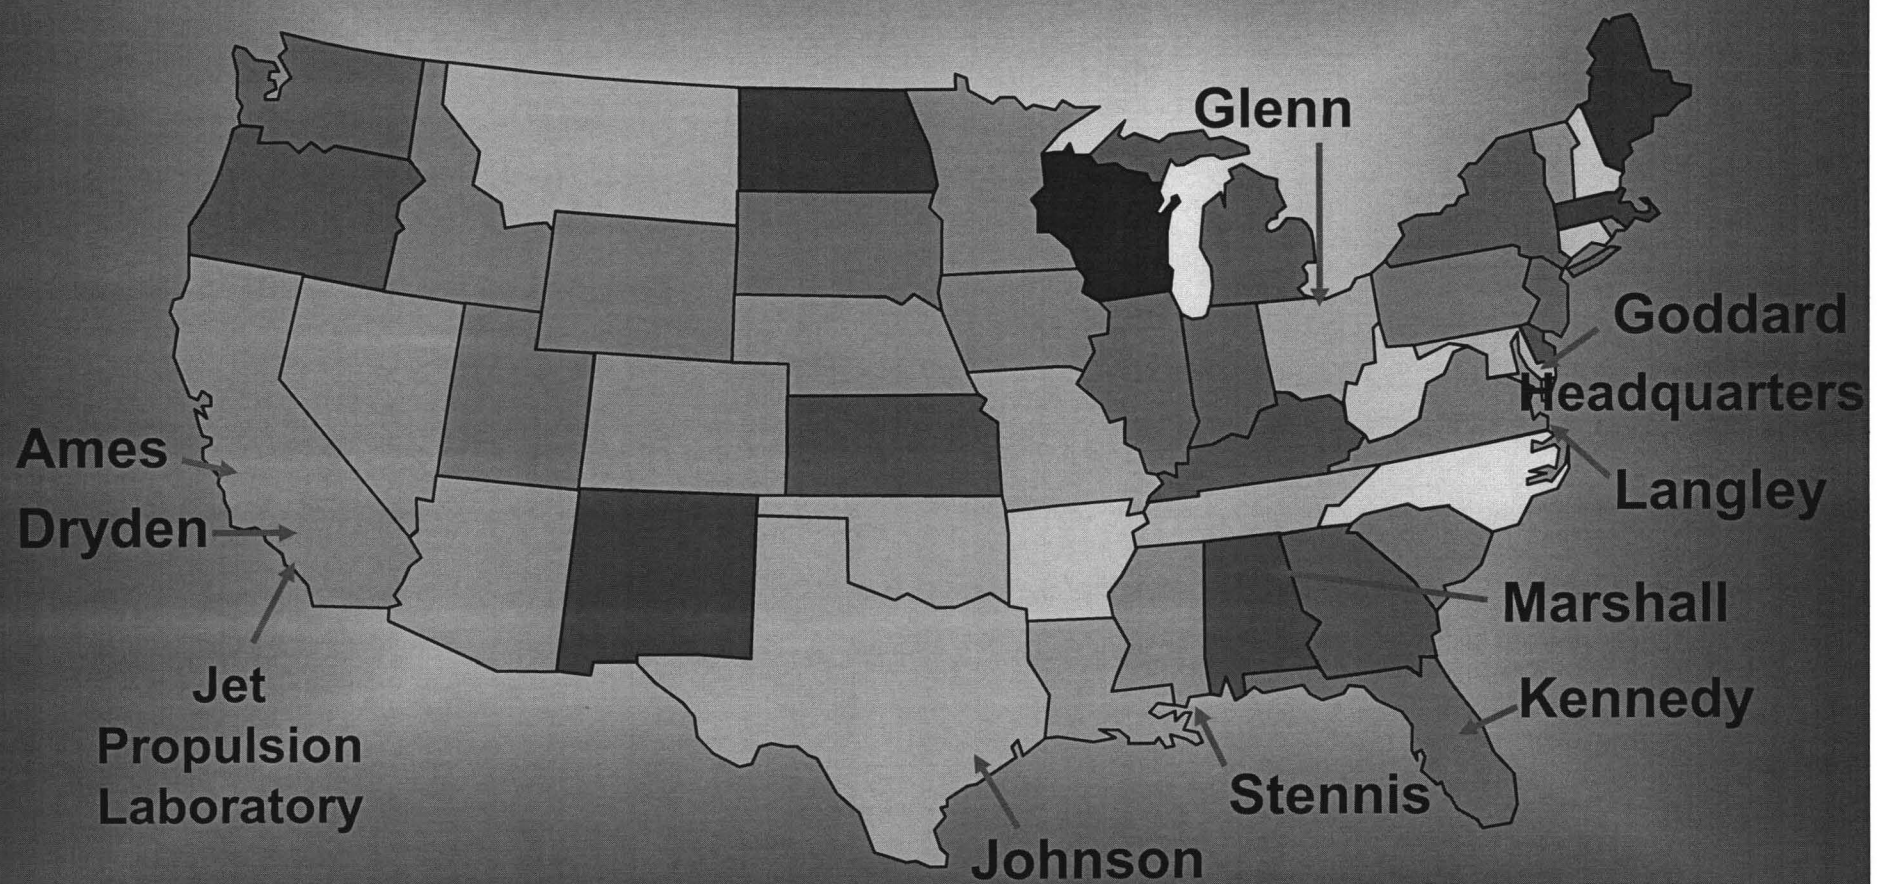 Glenn
Goddard
Headquarters
Ames
Langley
Dryden
Marshall
Jet
Propulsion
Laboratory
Kennedy
Stennis
Johnson